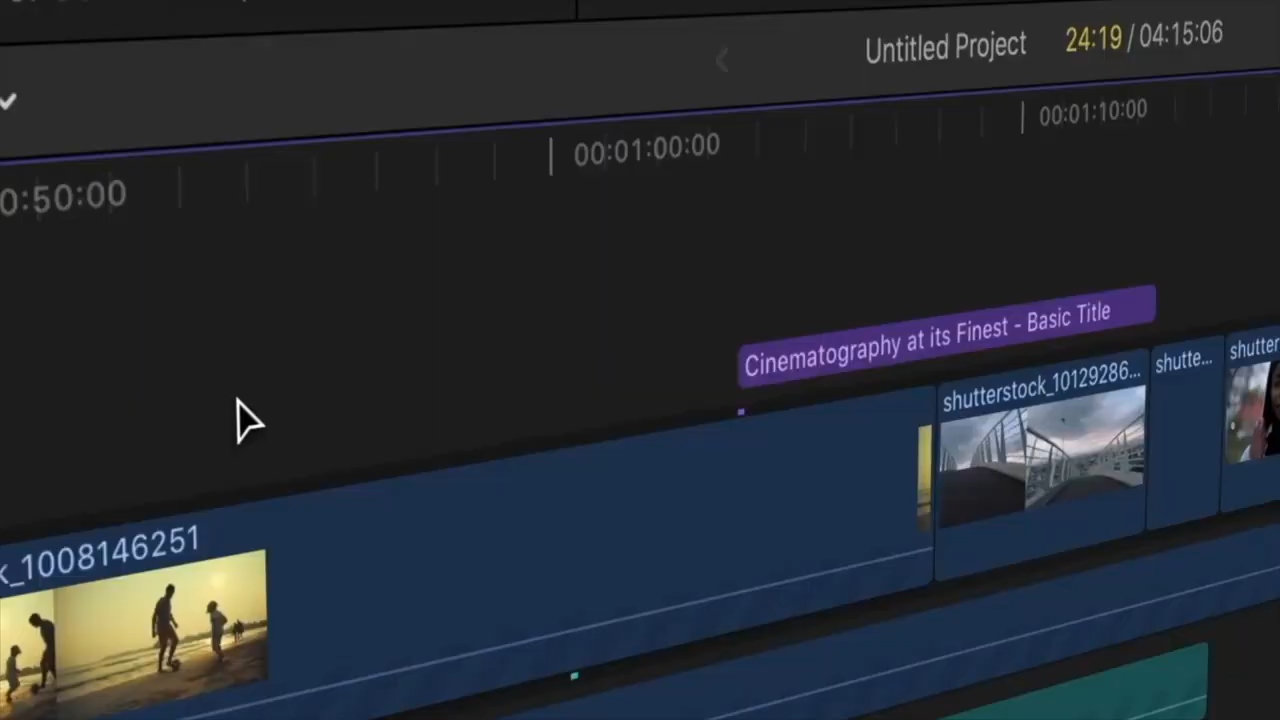 Untitled Project 24:19 / 04:15:06
0:50:00 00:01:00:00 00:01:10:00
Cinematography at its Finest - Basic Title
k_1008146251 shutterstock_10129286... shutte... shutter